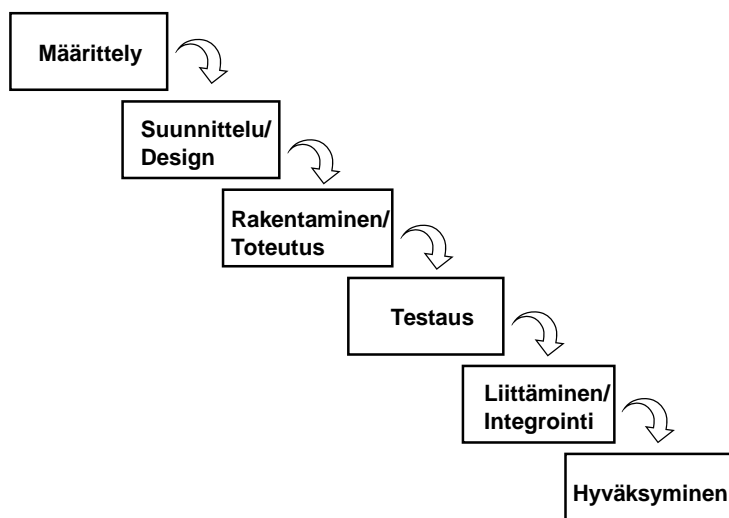 Määrittely
Suunnittelu/
Design
Rakentaminen/
Toteutus
Testaus
Liittäminen/
Integrointi
Hyväksyminen